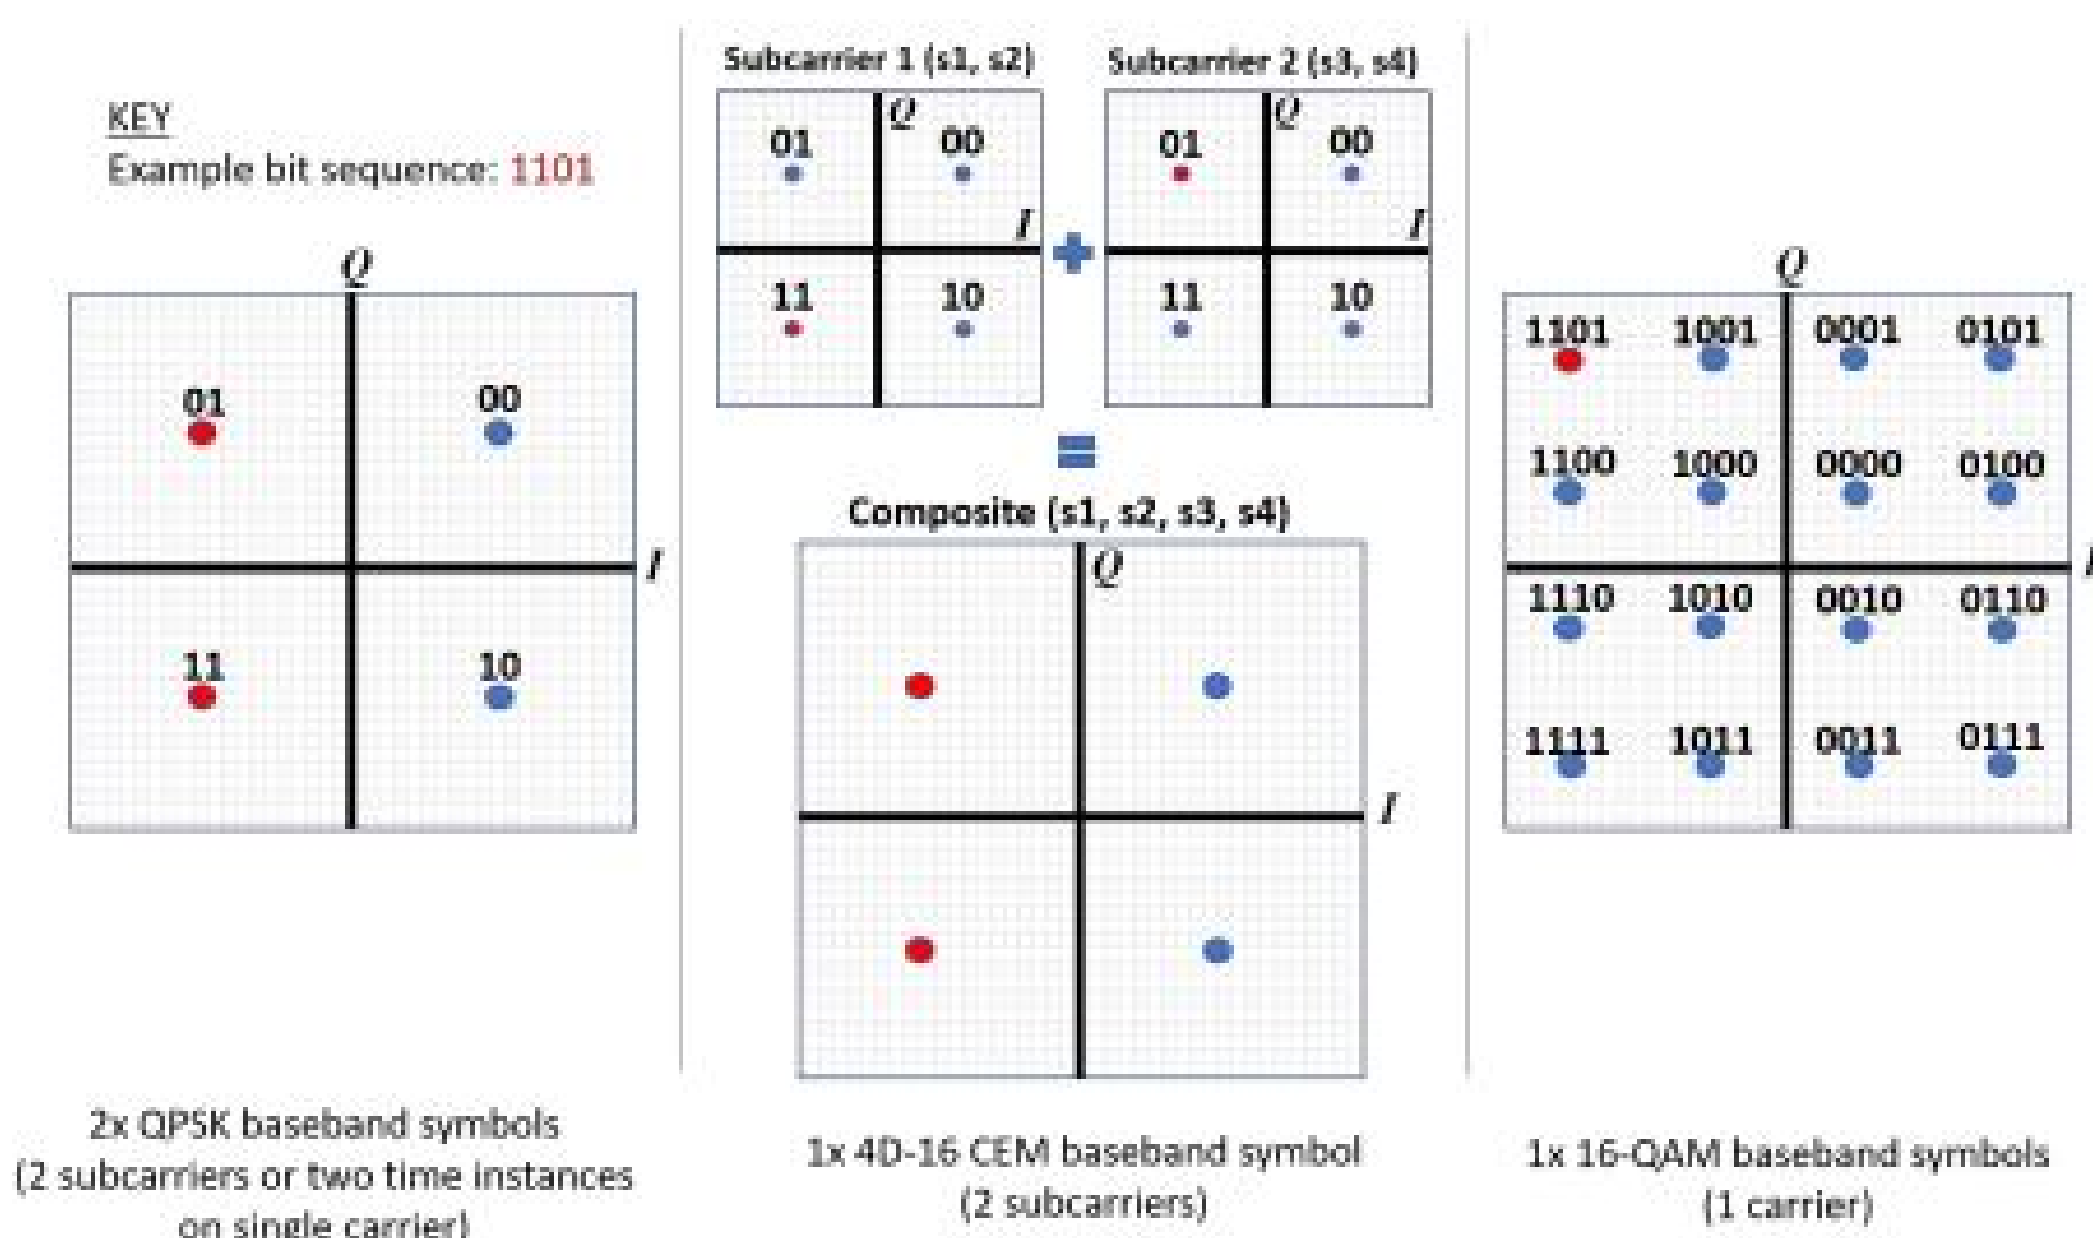 KEY
Example bit sequence: 1101
Q
01 00
I
11 10
2x QPSK baseband symbols
(2 subcarriers or two time instances
on single carrier)
Subcarrier 1 (s1, s2)
Q
01 00
I
11 10
Subcarrier 2 (s3, s4)
Q
01 00
I
11 10
Composite (s1, s2, s3, s4)
Q
I
1x 4D-16 CEM baseband symbol
(2 subcarriers)
Q
1101 1001 0001 0101
1100 1000 0000 0100
I
1110 1010 0010 0110
1111 1011 0011 0111
1x 16-QAM baseband symbols
(1 carrier)